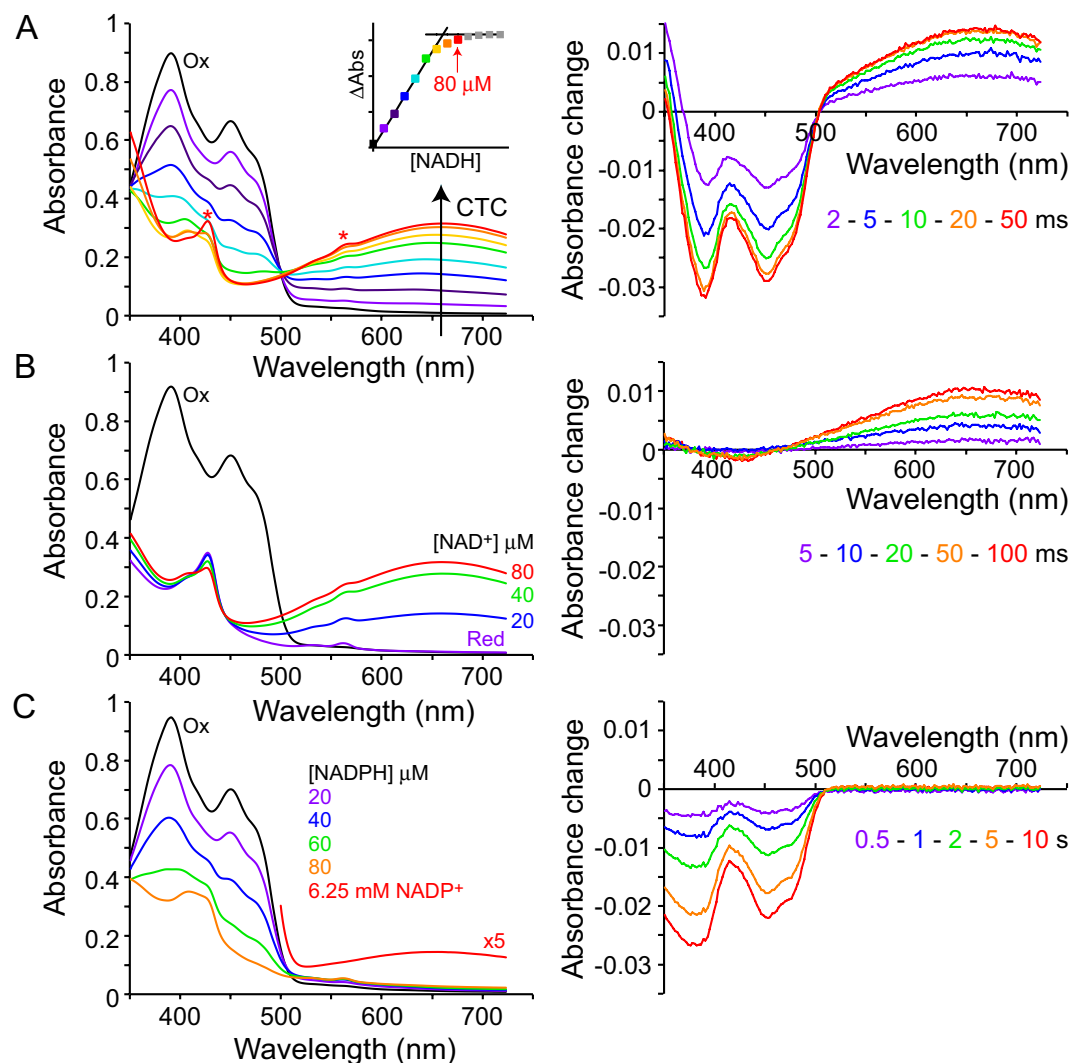 A
Absorbance
1
0.8
0.6
0.4
0.2
0
Ox
ΔAbs
80 μM
[NADH]
CTC
*
*
400
500
600
700
Wavelength (nm)
Absorbance change
0.01
0
-0.01
-0.02
-0.03
400
500
600
700
Wavelength (nm)
2 - 5 - 10 - 20 - 50 ms
B
Absorbance
1
0.8
0.6
0.4
0.2
0
Ox
[NAD+] μM
80
40
20
Red
400
500
600
700
Wavelength (nm)
Absorbance change
0.01
0
-0.01
-0.02
-0.03
400
500
600
700
Wavelength (nm)
5 - 10 - 20 - 50 - 100 ms
C
Absorbance
1
0.8
0.6
0.4
0.2
0
Ox
[NADPH] μM
20
40
60
80
6.25 mM NADP+
x5
400
500
600
700
Wavelength (nm)
Absorbance change
0.01
0
-0.01
-0.02
-0.03
Wavelength (nm)
400
500
600
700
0.5 - 1 - 2 - 5 - 10 s